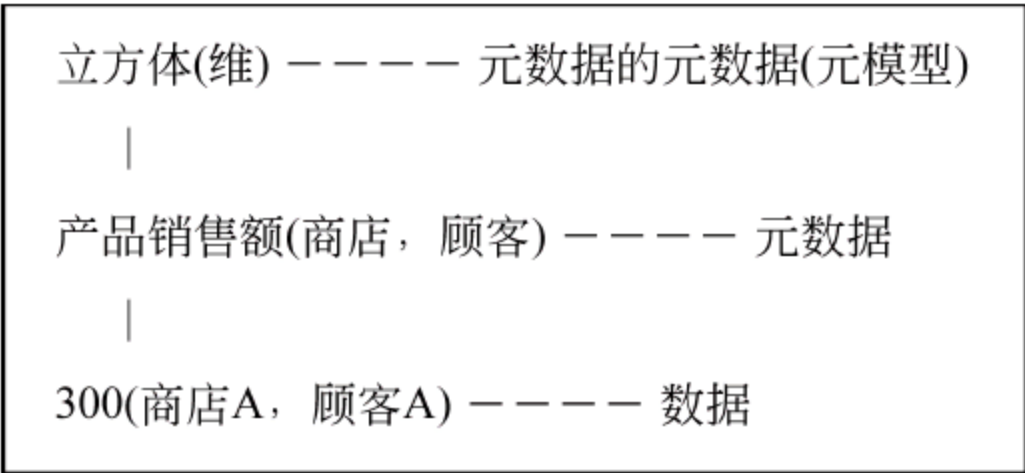 立方体(维) ———— 元数据的元数据(元模型)
|
产品销售额(商店，顾客) ———— 元数据
|
300(商店A，顾客A) ———— 数据